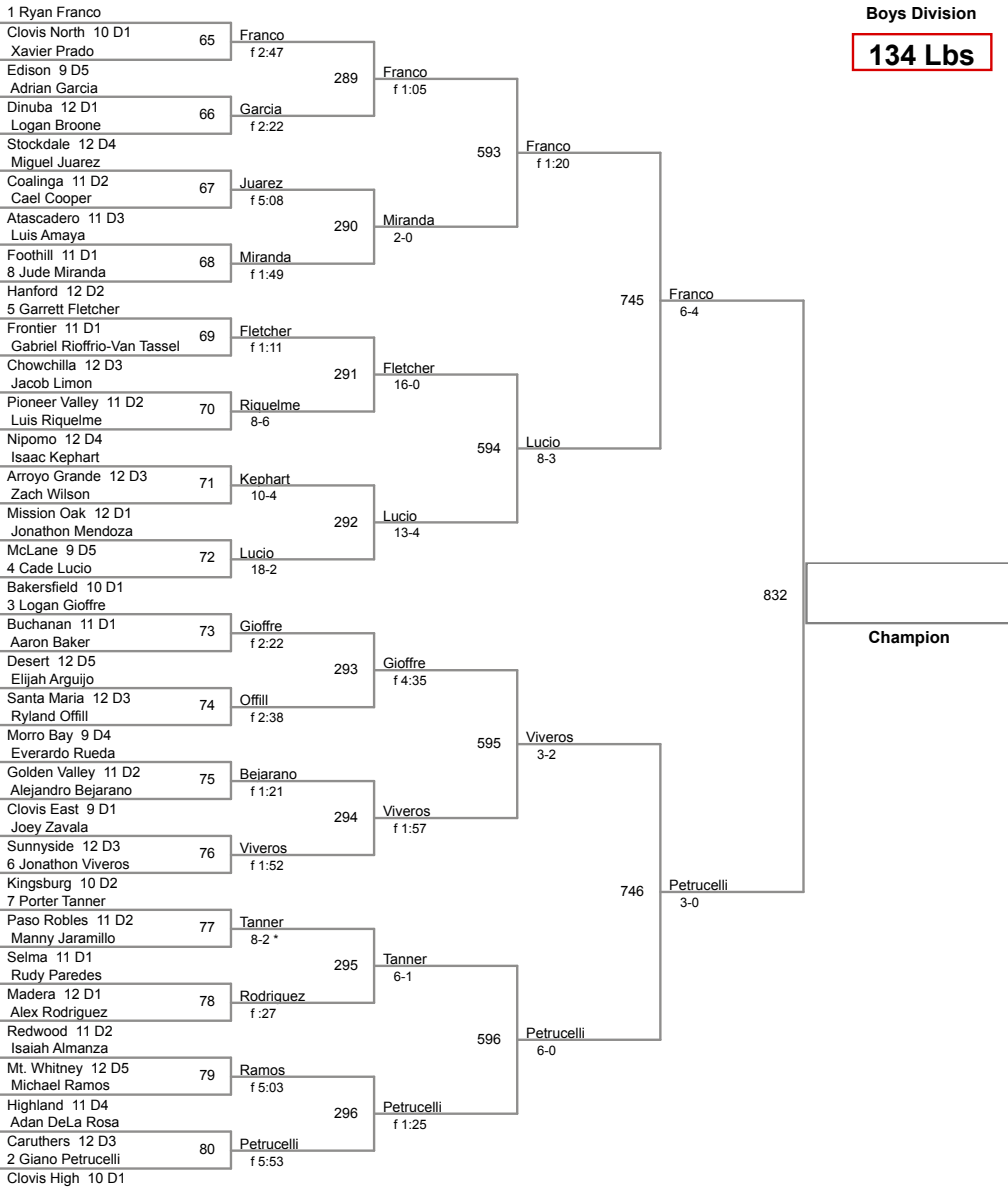 1 Ryan Franco
Clovis North 10 D1
Xavier Prado
Edison 9 D5
Adrian Garcia
Dinuba 12 D1
Logan Broone
Stockdale 12 D4
Miguel Juarez
Coalinga 11 D2
Cael Cooper
Atascadero 11 D3
Luis Amaya
Foothill 11 D1
8 Jude Miranda
Hanford 12 D2
5 Garrett Fletcher
Frontier 11 D1
Gabriel Rioffrio-Van Tassel
Chowchilla 12 D3
Jacob Limon
Pioneer Valley 11 D2
Luis Riquelme
Nipomo 12 D4
Isaac Kephart
Arroyo Grande 12 D3
Zach Wilson
Mission Oak 12 D1
Jonathon Mendoza
McLane 9 D5
4 Cade Lucio
Bakersfield 10 D1
3 Logan Gioffre
Buchanan 11 D1
Aaron Baker
Desert 12 D5
Elijah Arguijo
Santa Maria 12 D3
Ryland Offill
Morro Bay 9 D4
Everardo Rueda
Golden Valley 11 D2
Alejandro Bejarano
Clovis East 9 D1
Joey Zavala
Sunnyside 12 D3
6 Jonathon Viveros
Kingsburg 10 D2
7 Porter Tanner
Paso Robles 11 D2
Manny Jaramillo
Selma 11 D1
Rudy Paredes
Madera 12 D1
Alex Rodriguez
Redwood 11 D2
Isaiah Almanza
Mt. Whitney 12 D5
Michael Ramos
Highland 11 D4
Adan DeLa Rosa
Caruthers 12 D3
2 Giano Petrucelli
Clovis High 10 D1
65
66
67
68
69
70
71
72
73
74
75
76
77
78
79
80
Franco
f 2:47
Garcia
f 2:22
Juarez
f 5:08
Miranda
f 1:49
Fletcher
f 1:11
Riquelme
8-6
Kephart
10-4
Lucio
18-2
Gioffre
f 2:22
Offill
f 2:38
Bejarano
f 1:21
Viveros
f 1:52
Tanner
8-2 *
Rodriguez
f :27
Ramos
f 5:03
Petrucelli
f 5:53
289
290
291
292
293
294
295
296
Franco
f 1:05
Miranda
2-0
Fletcher
16-0
Lucio
13-4
Gioffre
f 4:35
Viveros
f 1:57
Tanner
6-1
Petrucelli
f 1:25
593
594
595
596
Franco
f 1:20
Lucio
8-3
Viveros
3-2
Petrucelli
6-0
745
746
Franco
6-4
Petrucelli
3-0
832
Boys Division
134 Lbs
Champion